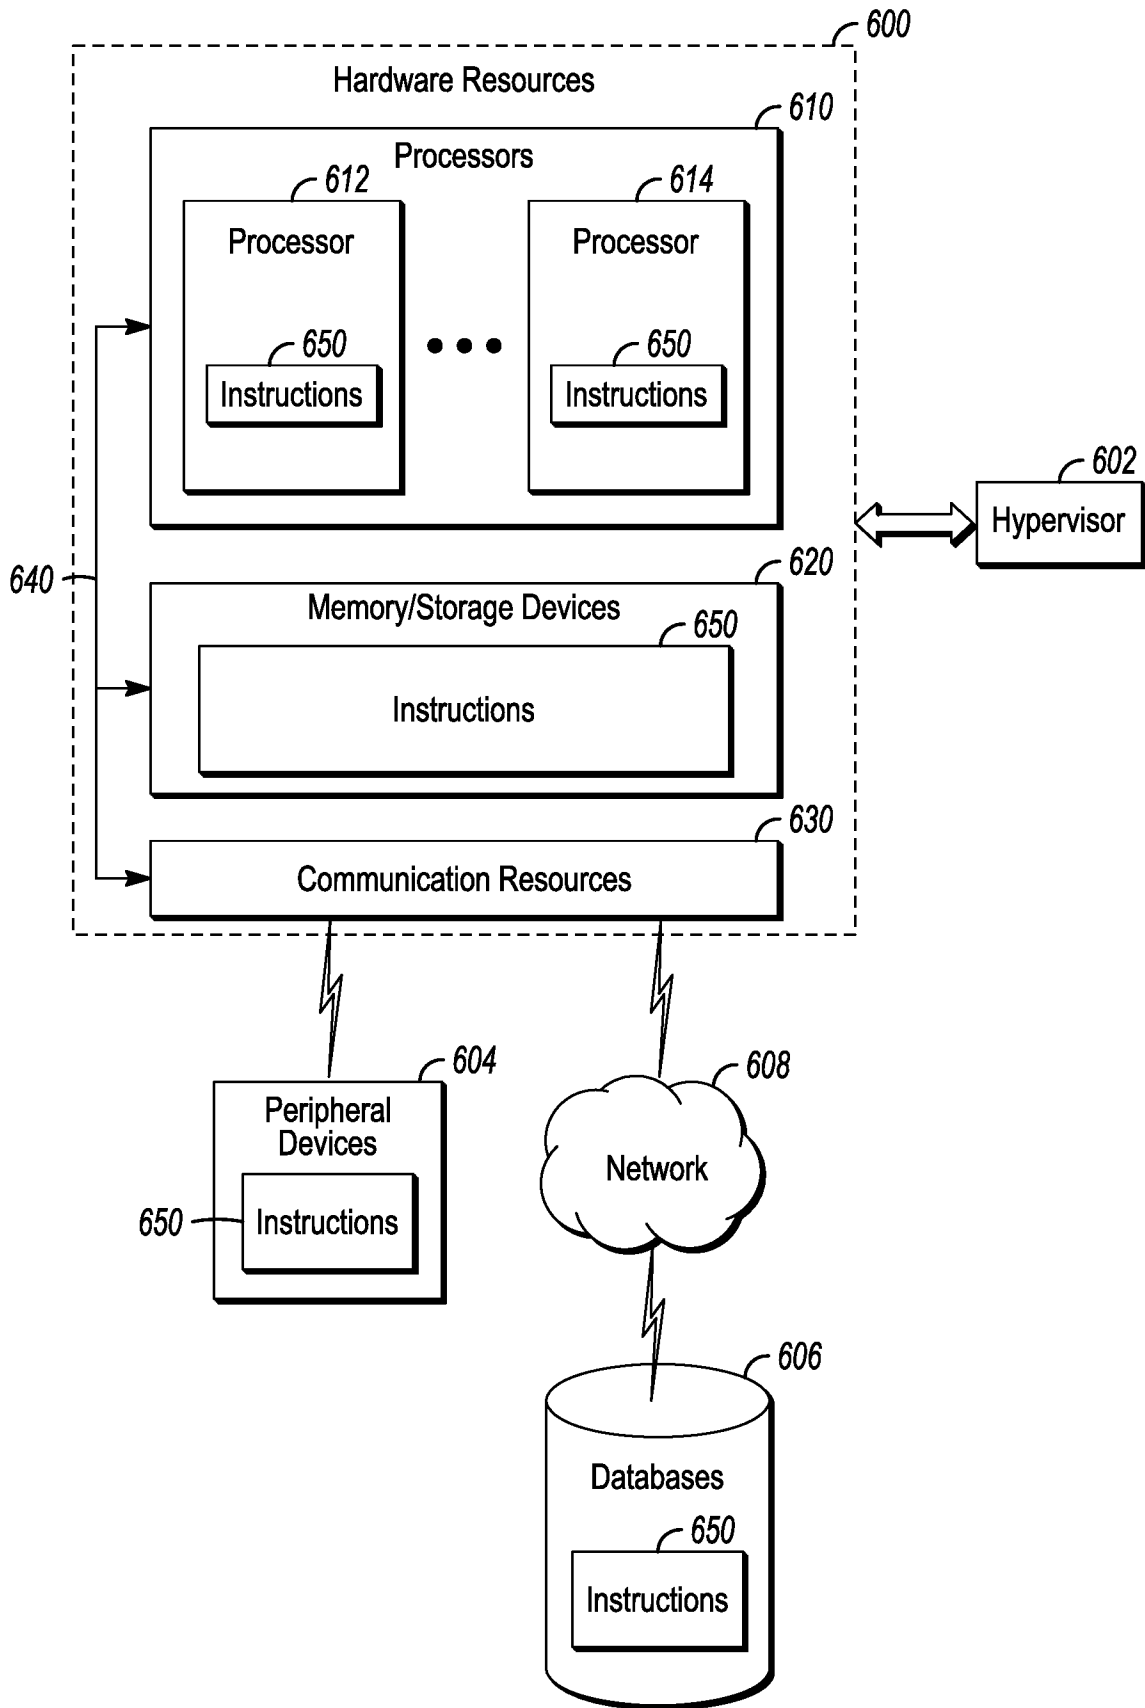 600
Hardware Resources
610
Processors
612
614
Processor
Processor
650
650
Instructions
Instructions
602
Hypervisor
640
620
Memory/Storage Devices
650
Instructions
630
Communication Resources
604
608
Peripheral
Devices
Network
650
Instructions
606
Databases
650
Instructions